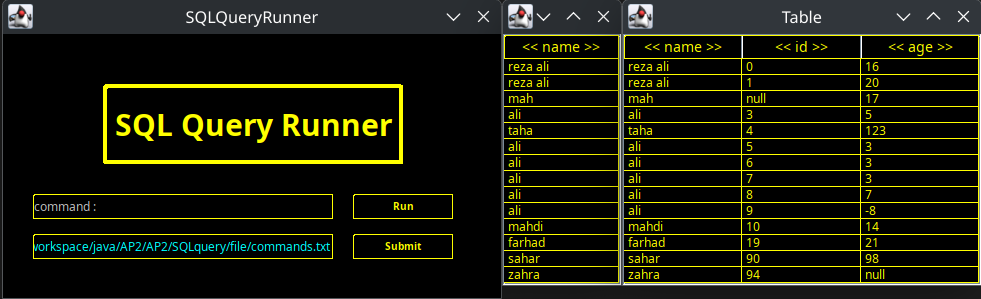 SQLQueryRunner
SQL Query Runner
command :
Run
workspace/java/AP2/AP2/SQLquery/file/commands.txt
Submit
<< name >>
reza ali
reza ali
mah
ali
taha
ali
ali
ali
ali
ali
mahdi
farhad
sahar
zahra
Table
<< name >> << id >> << age >>
reza ali 0 16
reza ali 1 20
mah null 17
ali 3 5
taha 4 123
ali 5 3
ali 6 3
ali 7 3
ali 8 7
ali 9 -8
mahdi 10 14
farhad 19 21
sahar 90 98
zahra 94 null